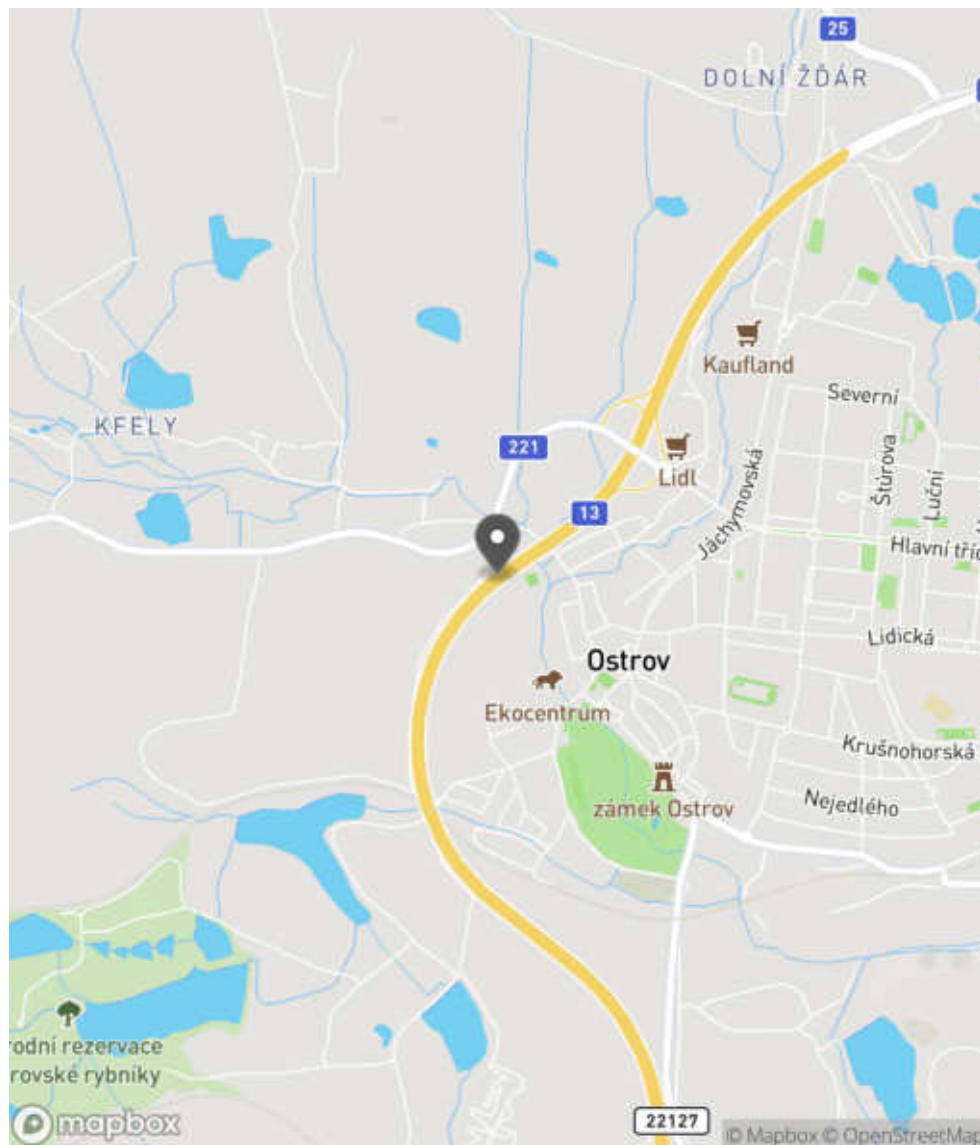 25
DOLNÍ ŽĎÁR
Kaufland
Severní
KFELY
221
Lidl
Štúrova
Luční
Jáchymovská
13
Hlavní tříd
Lidická
Ostrov
Ekocentrum
Krušnohorská
zámek Ostrov
Nejedlého
rodní rezervace
rovské rybníky
mapbox
22127
© Mapbox © OpenStreetMap